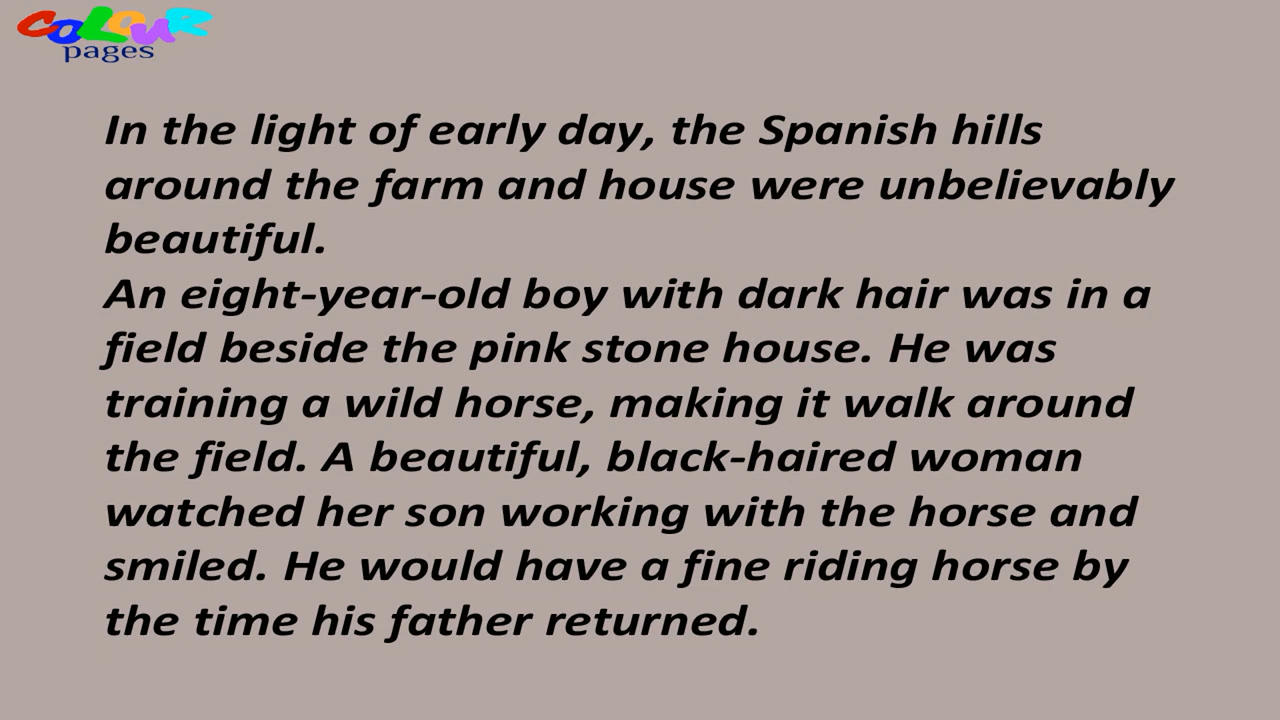 COLOUR
pages
In the light of early day, the Spanish hills
around the farm and house were unbelievably
beautiful.
An eight-year-old boy with dark hair was in a
field beside the pink stone house. He was
training a wild horse, making it walk around
the field. A beautiful, black-haired woman
watched her son working with the horse and
smiled. He would have a fine riding horse by
the time his father returned.